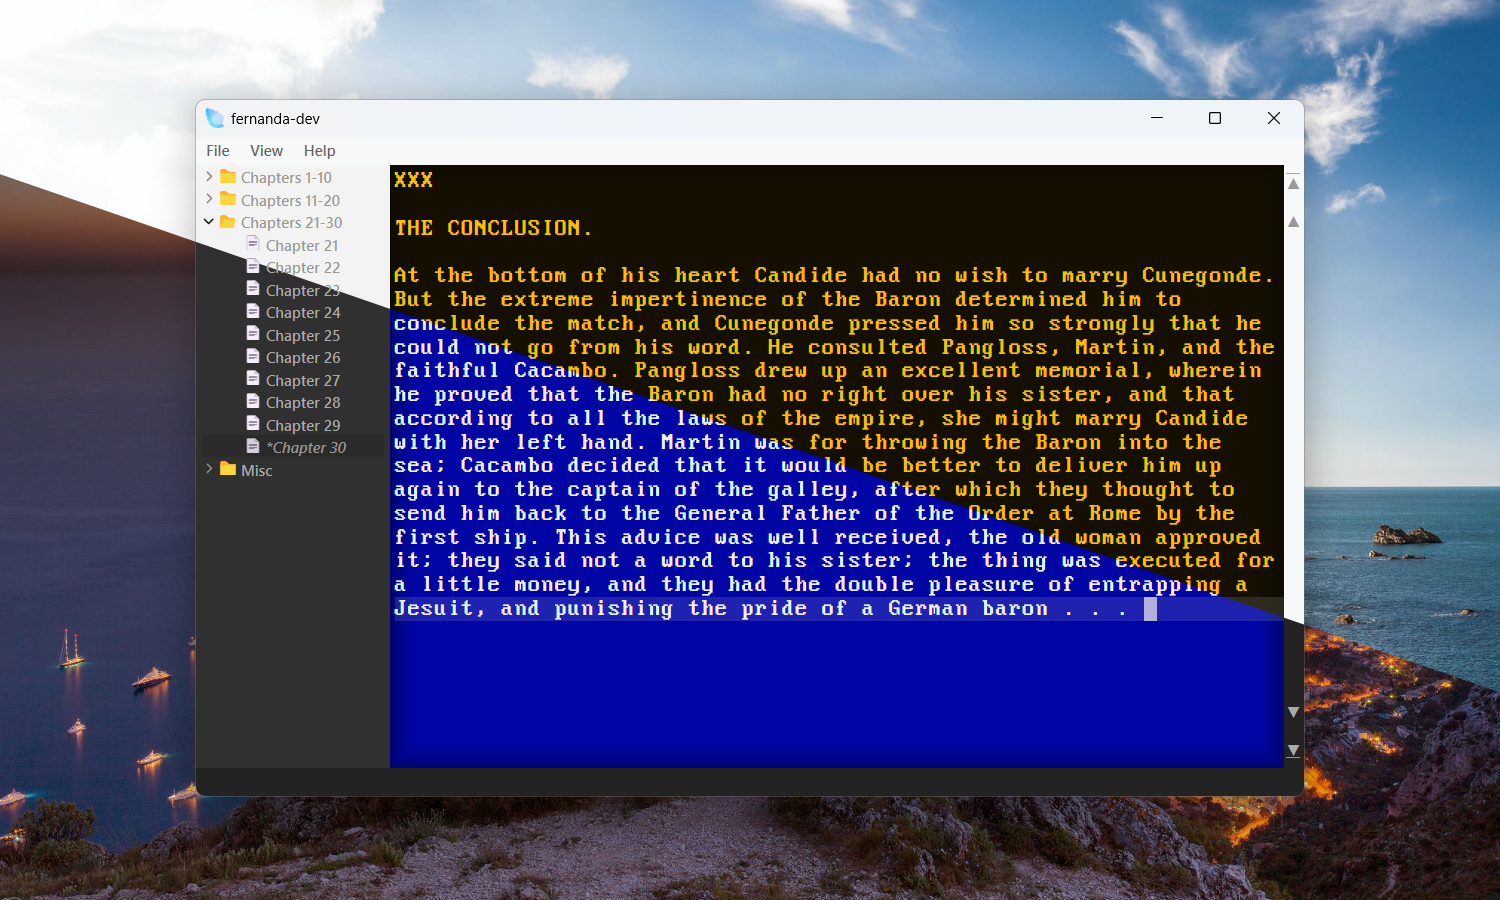 fernanda-dev
File View Help
Chapters 1-10
Chapters 11-20
Chapters 21-30
Chapter 21
Chapter 22
Chapter 23
Chapter 24
Chapter 25
Chapter 26
Chapter 27
Chapter 28
Chapter 29
*Chapter 30
Misc
XXX
THE CONCLUSION.
At the bottom of his heart Candide had no wish to marry Cunegonde.
But the extreme impertinence of the Baron determined him to
conclude the match, and Cunegonde pressed him so strongly that he
could not go from his word. He consulted Pangloss, Martin, and the
faithful Cacambo. Pangloss drew up an excellent memorial, wherein
he proved that the Baron had no right over his sister, and that
according to all the laws of the empire, she might marry Candide
with her left hand. Martin was for throwing the Baron into the
sea; Cacambo decided that it would be better to deliver him up
again to the captain of the galley, after which they thought to
send him back to the General Father of the Order at Rome by the
first ship. This advice was well received, the old woman approved
it; they said not a word to his sister; the thing was executed for
a little money, and they had the double pleasure of entrapping a
Jesuit, and punishing the pride of a German baron . . .